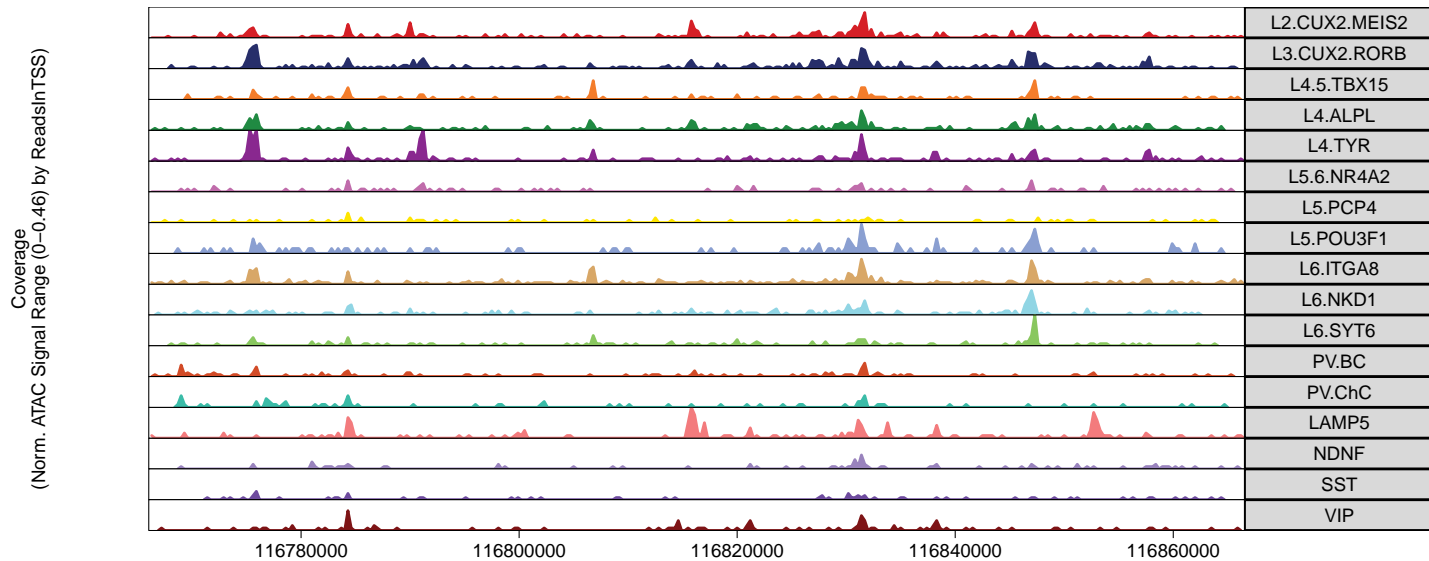 Coverage
(Norm. ATAC Signal Range (0−0.46) by ReadsInTSS)
L2.CUX2.MEIS2
L3.CUX2.RORB
L4.5.TBX15
L4.ALPL
L4.TYR
L5.6.NR4A2
L5.PCP4
L5.POU3F1
L6.ITGA8
L6.NKD1
L6.SYT6
PV.BC
PV.ChC
LAMP5
NDNF
SST
VIP
116780000 116800000 116820000 116840000 116860000